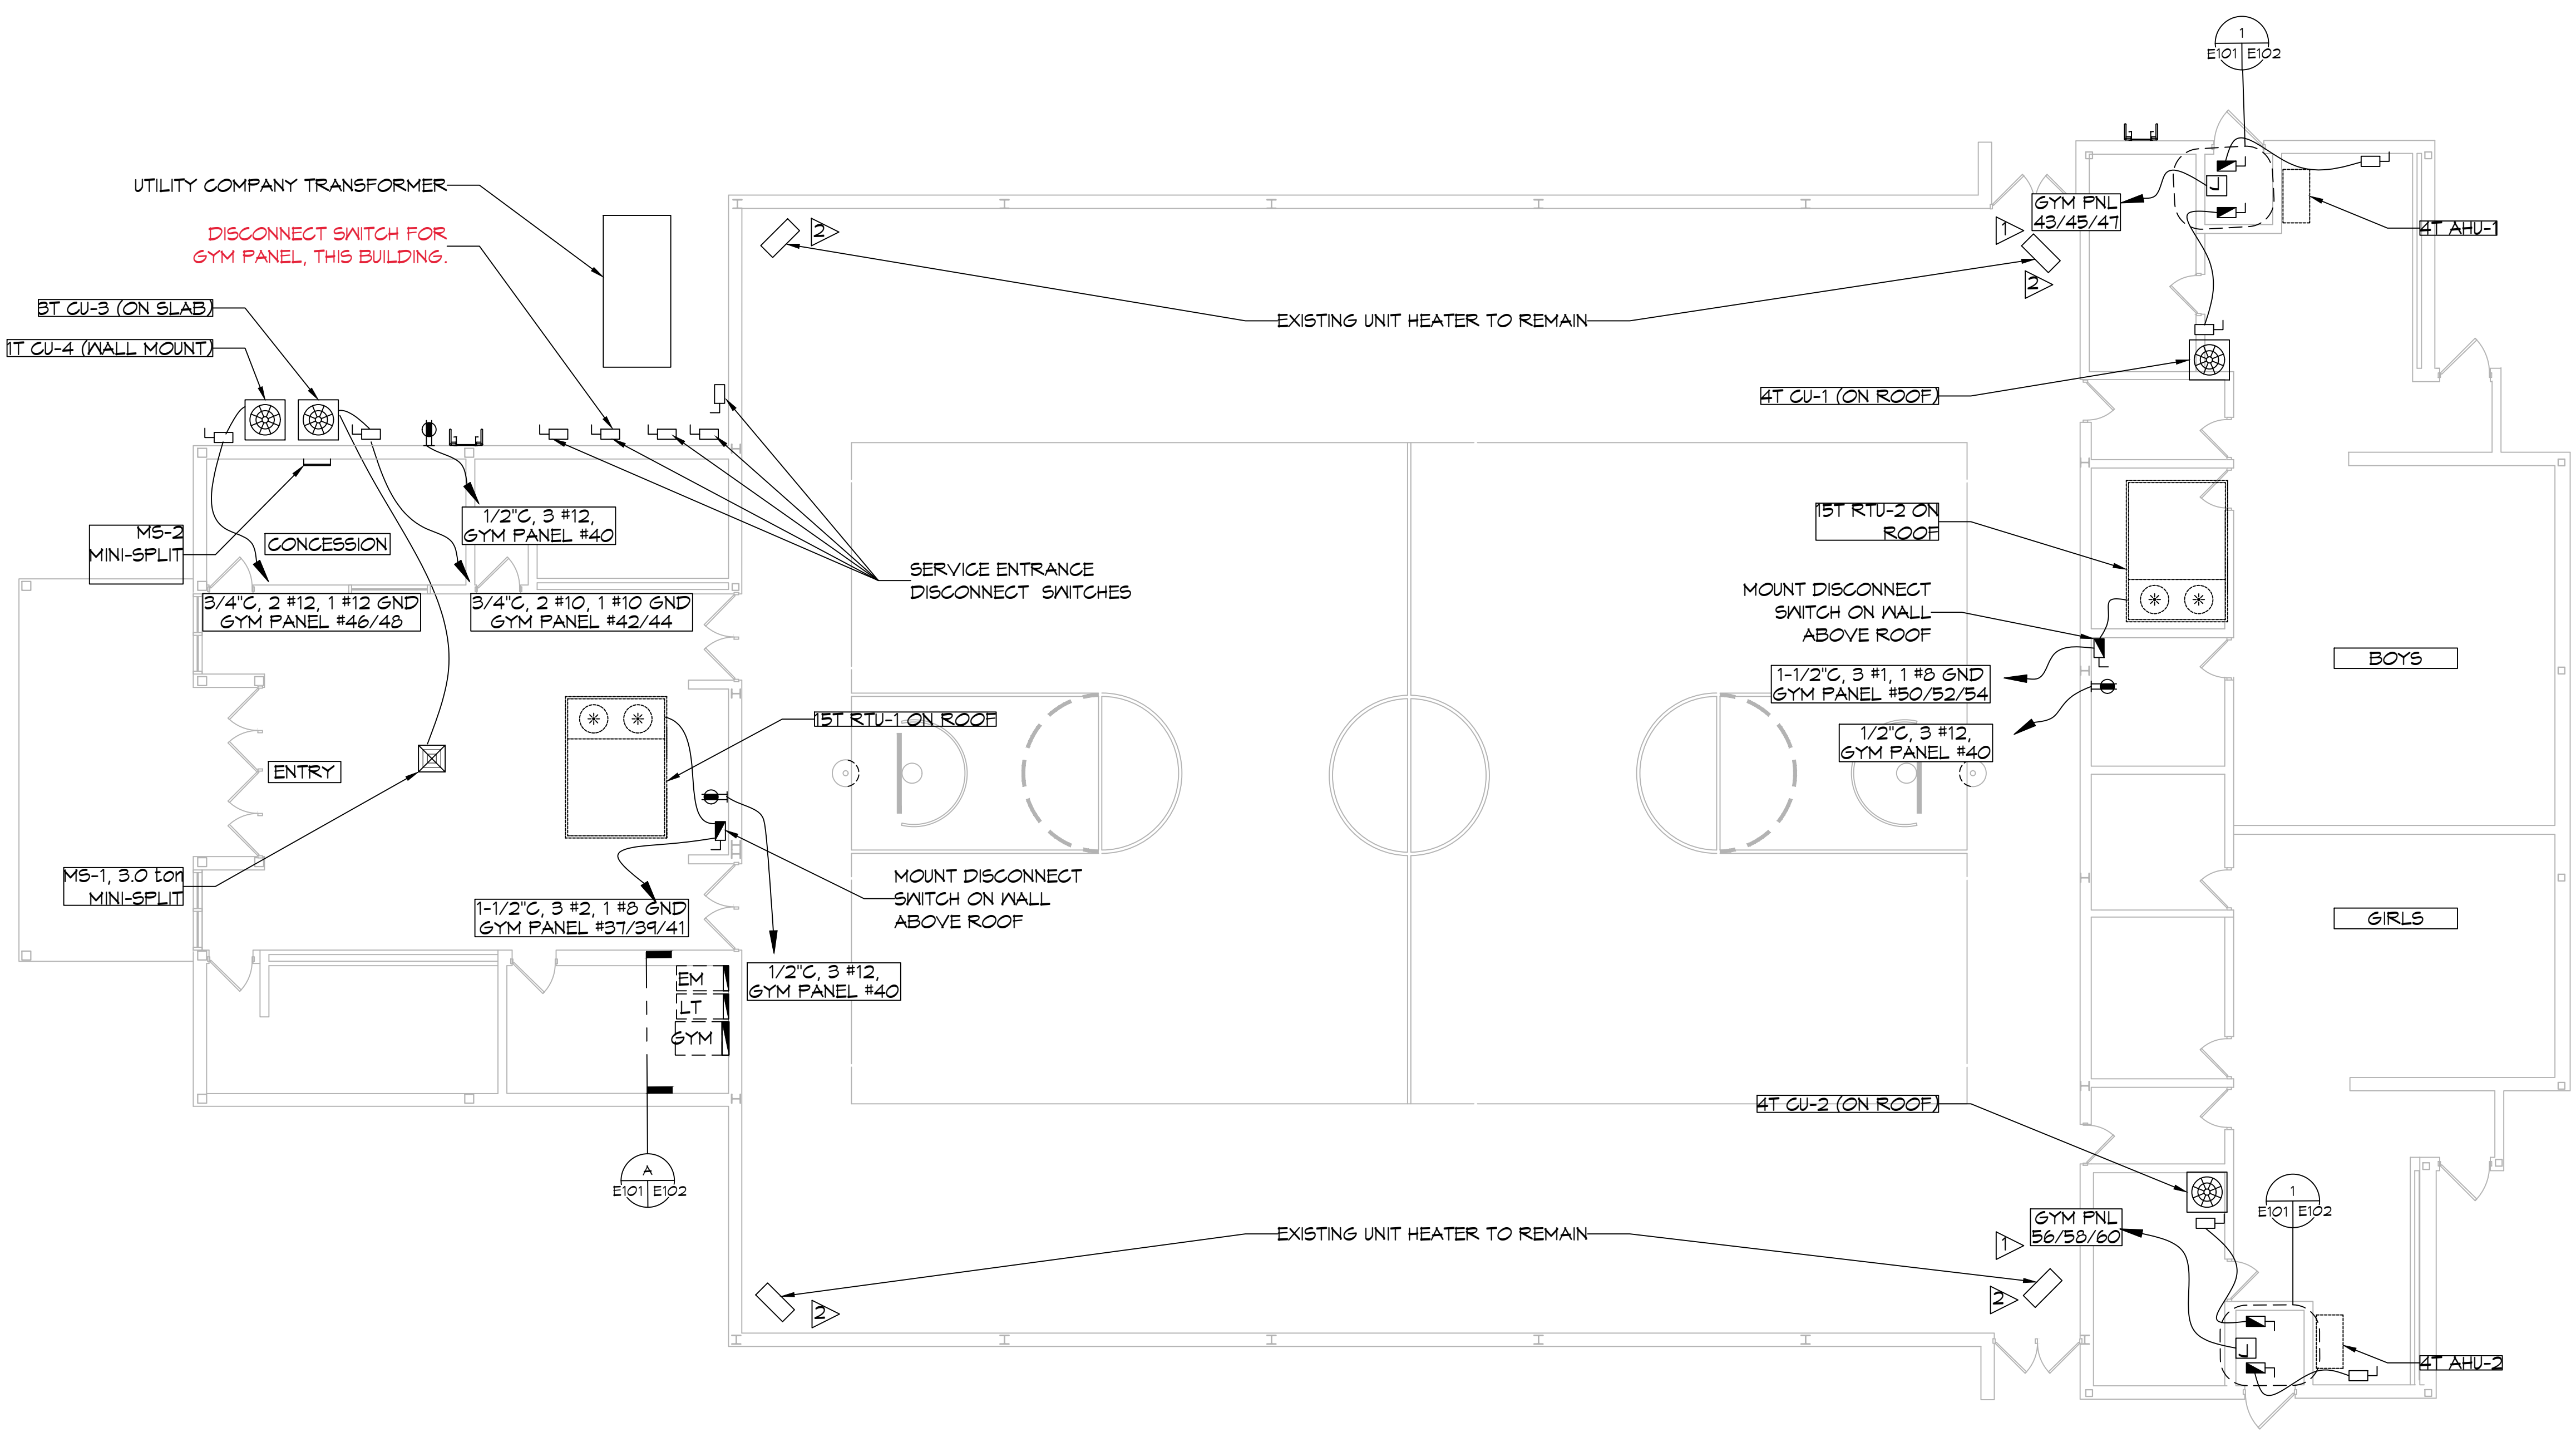 1
E101 E102
UTILITY COMPANY TRANSFORMER
DISCONNECT SWITCH FOR
GYM PANEL, THIS BUILDING.
3T CU-3 (ON SLAB)
1T CU-4 (WALL MOUNT)
2
EXISTING UNIT HEATER TO REMAIN
1
2
GYM PNL
43/45/47
4T AHU-1
4T CU-1 (ON ROOF)
MS-2
MINI-SPLIT
CONCESSION
1/2"C, 3 #12,
GYM PANEL #40
3/4"C, 2 #12, 1 #12 GND
GYM PANEL #46/48
3/4"C, 2 #10, 1 #10 GND
GYM PANEL #42/44
SERVICE ENTRANCE
DISCONNECT SWITCHES
15T RTU-2 ON
ROOF
MOUNT DISCONNECT
SWITCH ON WALL
ABOVE ROOF
1-1/2"C, 3 #1, 1 #8 GND
GYM PANEL #50/52/54
1/2"C, 3 #12,
GYM PANEL #40
BOYS
15T RTU-1 ON ROOF
ENTRY
MS-1, 3.0 ton
MINI-SPLIT
1-1/2"C, 3 #2, 1 #8 GND
GYM PANEL #37/39/41
MOUNT DISCONNECT
SWITCH ON WALL
ABOVE ROOF
GIRLS
EM
LT
GYM
1/2"C, 3 #12,
GYM PANEL #40
4T CU-2 (ON ROOF)
A
E101 E102
EXISTING UNIT HEATER TO REMAIN
2
1
2
GYM PNL
56/58/60
1
E101 E102
4T AHU-2